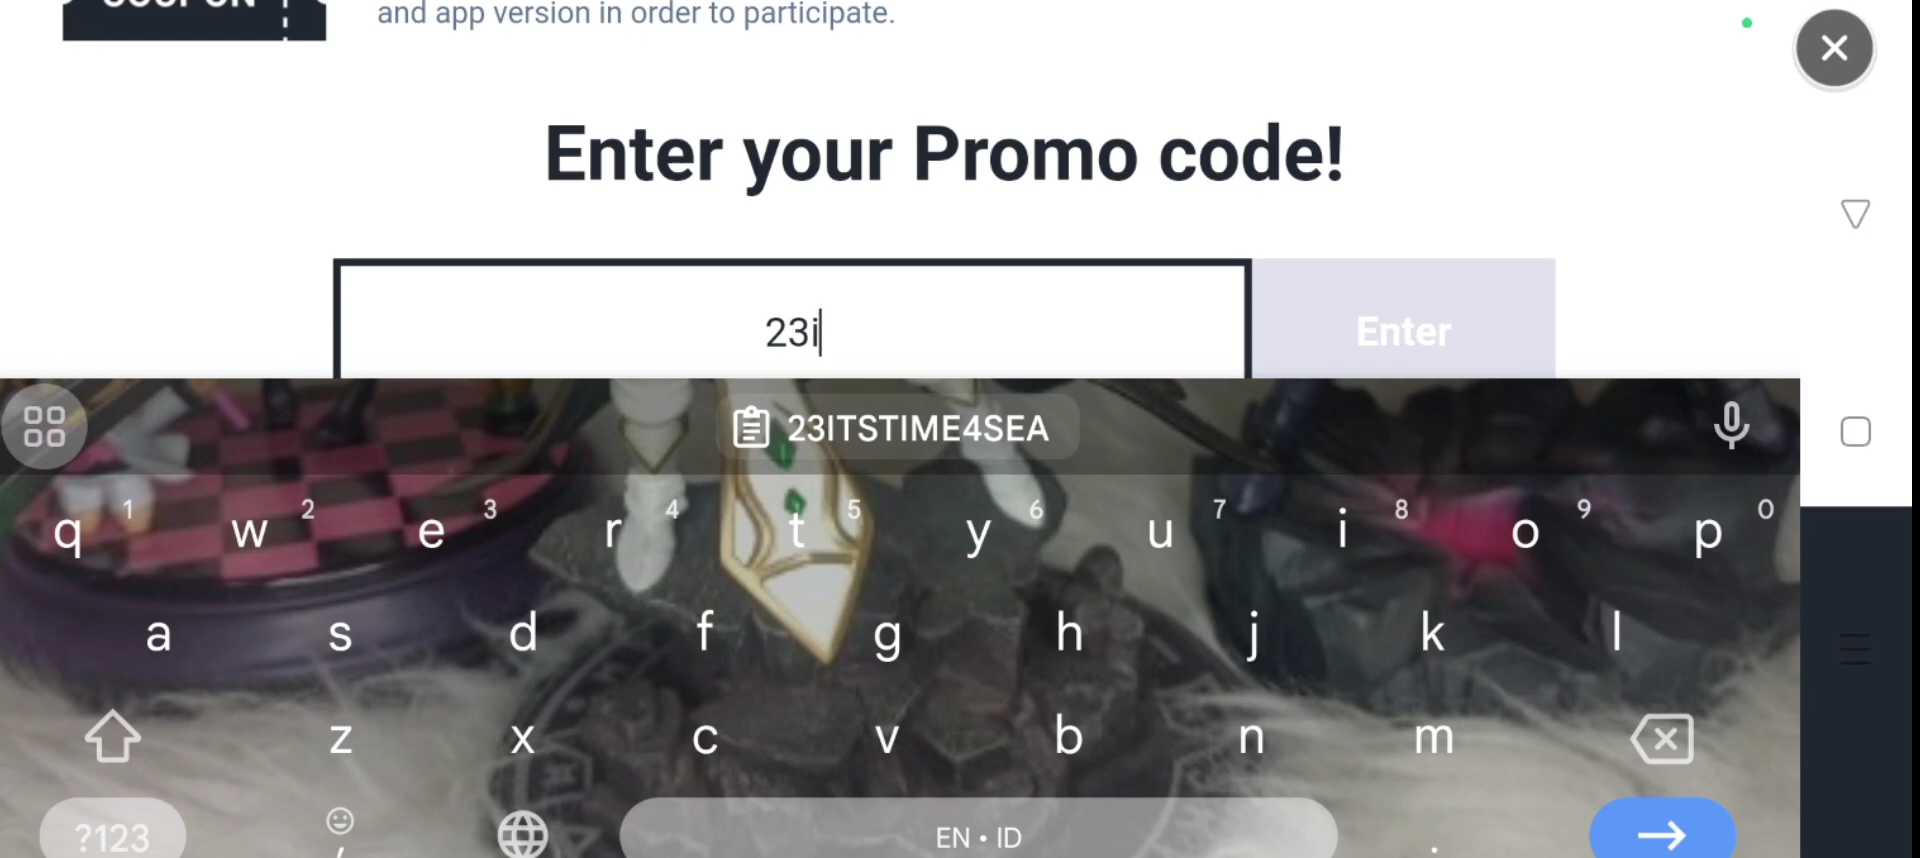 COUPON
and app version in order to participate.
Enter your Promo code!
23i
Enter
23ITSTIME4SEA
q 1 w 2 e 3 r 4 t 5 y 6 u 7 i 8 o 9 p 0
a s d f g h j k l
z x c v b n m
?123 , EN • ID .